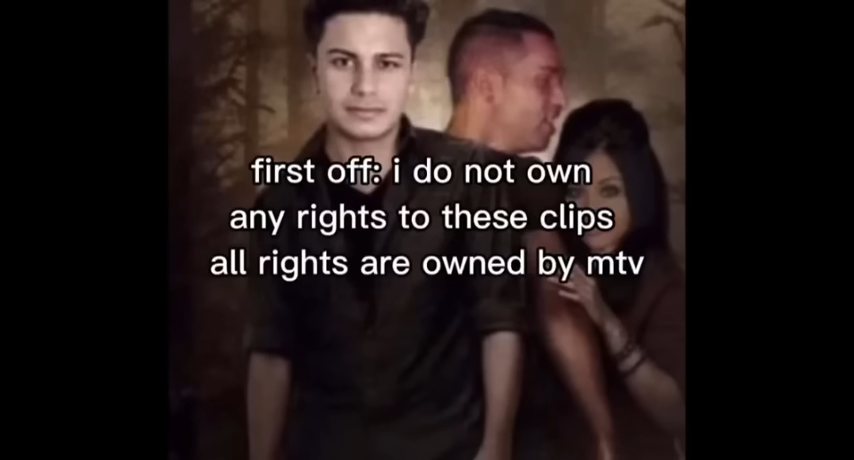 first off: i do not own
any rights to these clips
all rights are owned by mtv